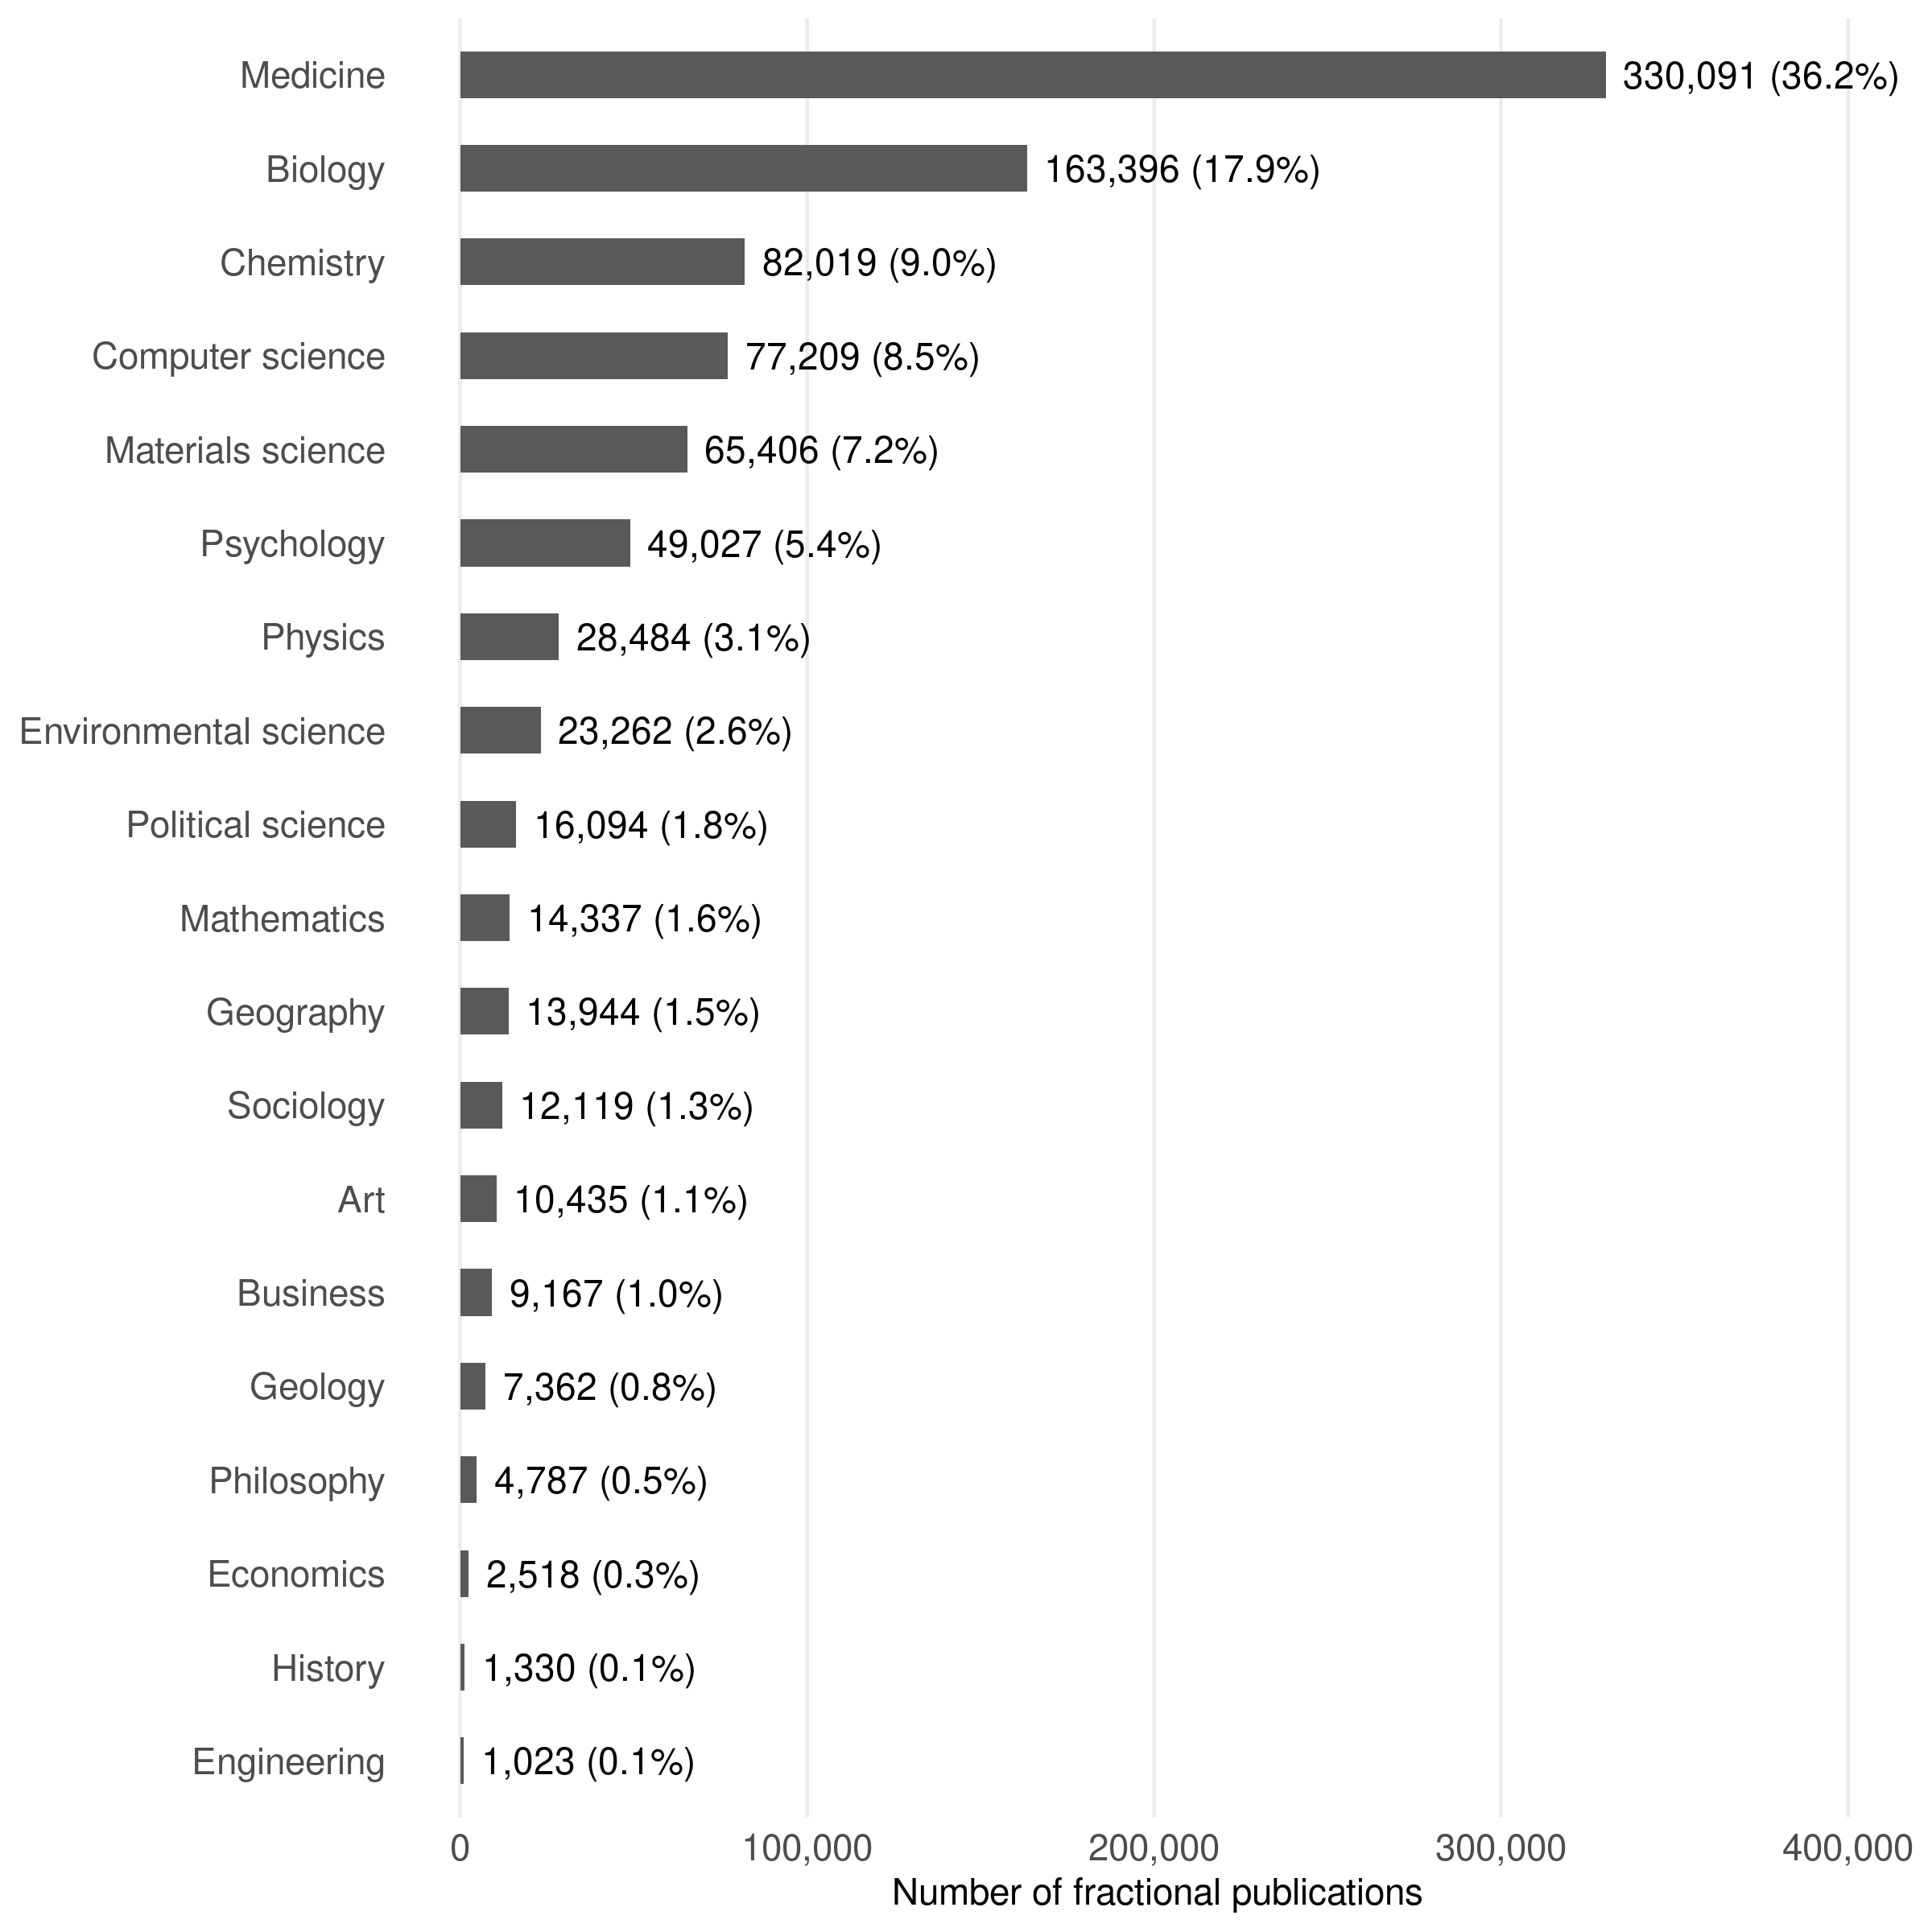 Medicine 330,091 (36.2%)
Biology 163,396 (17.9%)
Chemistry 82,019 (9.0%)
Computer science 77,209 (8.5%)
Materials science 65,406 (7.2%)
Psychology 49,027 (5.4%)
Physics 28,484 (3.1%)
Environmental science 23,262 (2.6%)
Political science 16,094 (1.8%)
Mathematics 14,337 (1.6%)
Geography 13,944 (1.5%)
Sociology 12,119 (1.3%)
Art 10,435 (1.1%)
Business 9,167 (1.0%)
Geology 7,362 (0.8%)
Philosophy 4,787 (0.5%)
Economics 2,518 (0.3%)
History 1,330 (0.1%)
Engineering 1,023 (0.1%)
0 100,000 200,000 300,000 400,000
Number of fractional publications